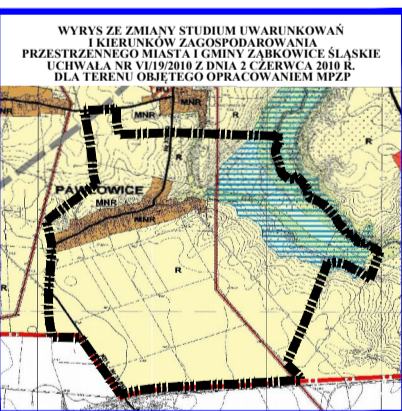 WYRYS ZE ZMIANY STUDIUM UWARUNKOWAŃ
I KIERUNKÓW ZAGOSPODAROWANIA
PRZESTRZENNEGO MIASTA I GMINY ZĄBKOWICE ŚLĄSKIE
UCHWAŁA NR VI/19/2010 Z DNIA 2 CZERWCA 2010 R.
DLA TERENU OBJĘTEGO OPRACOWANIEM MPZP
MNR
MNR
R
R
R
MNR
MNR
R
R
R